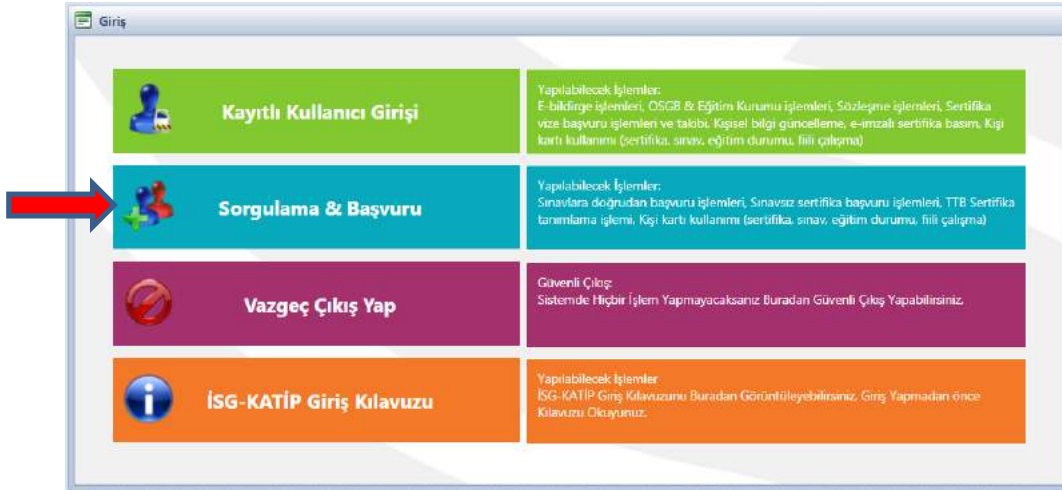 Giriş
Kayıtlı Kullanıcı Girişi
Yapılabilecek İşlemler:
E-bildirge işlemleri, OSGB & Eğitim Kurumu işlemleri, Sözleşme işlemleri, Sertifika
vize başvuru işlemleri ve takibi, Kişisel bilgi güncelleme, e-imzalı sertifika basım, Kişi
kartı kullanımı (sertifika, sınav, eğitim durumu, fiili çalışma)
Sorgulama & Başvuru
Yapılabilecek İşlemler:
Sınavlara doğrudan başvuru işlemleri, Sınavsız sertifika başvuru işlemleri, TTB Sertifika
tanımlama işlemi, Kişi kartı kullanımı (sertifika, sınav, eğitim durumu, fiili çalışma)
Vazgeç Çıkış Yap
Güvenli Çıkış:
Sistemde Hiçbir İşlem Yapmayacaksanız Buradan Güvenli Çıkış Yapabilirsiniz.
İSG-KATİP Giriş Kılavuzu
Yapılabilecek İşlemler
İSG-KATİP Giriş Kılavuzunu Buradan Görüntüleyebilirsiniz. Giriş Yapmadan önce
Kılavuzu Okuyunuz.